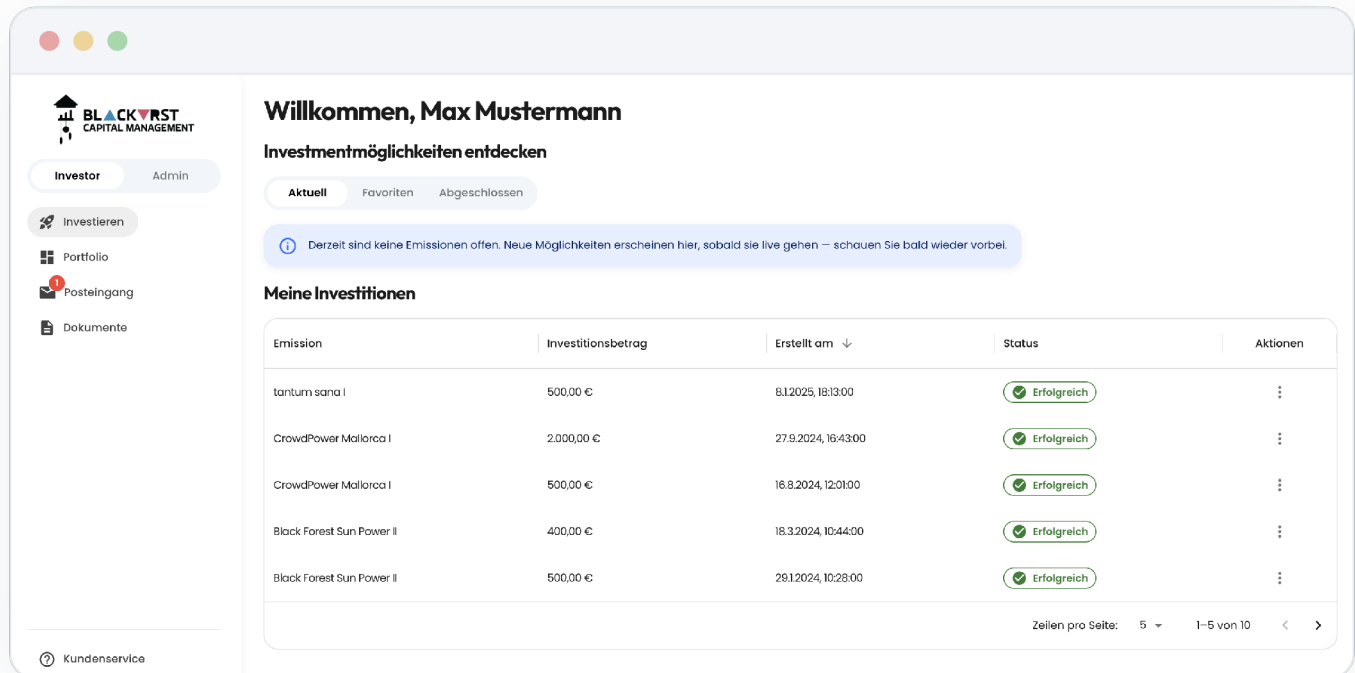 BLACKVRST
CAPITAL MANAGEMENT
Investor Admin
Investieren
Portfolio
1
Posteingang
Dokumente
Kundenservice
Willkommen, Max Mustermann
Investmentmöglichkeiten entdecken
Aktuell Favoriten Abgeschlossen
Derzeit sind keine Emissionen offen. Neue Möglichkeiten erscheinen hier, sobald sie live gehen — schauen Sie bald wieder vorbei.
Meine Investitionen
Emission Investitionsbetrag Erstellt am Status Aktionen
tantum sana I 500,00 € 8.1.2025, 18:13:00 Erfolgreich
CrowdPower Mallorca I 2.000,00 € 27.9.2024, 16:43:00 Erfolgreich
CrowdPower Mallorca I 500,00 € 16.8.2024, 12:01:00 Erfolgreich
Black Forest Sun Power II 400,00 € 18.3.2024, 10:44:00 Erfolgreich
Black Forest Sun Power II 500,00 € 29.1.2024, 10:28:00 Erfolgreich
Zeilen pro Seite: 5 1–5 von 10